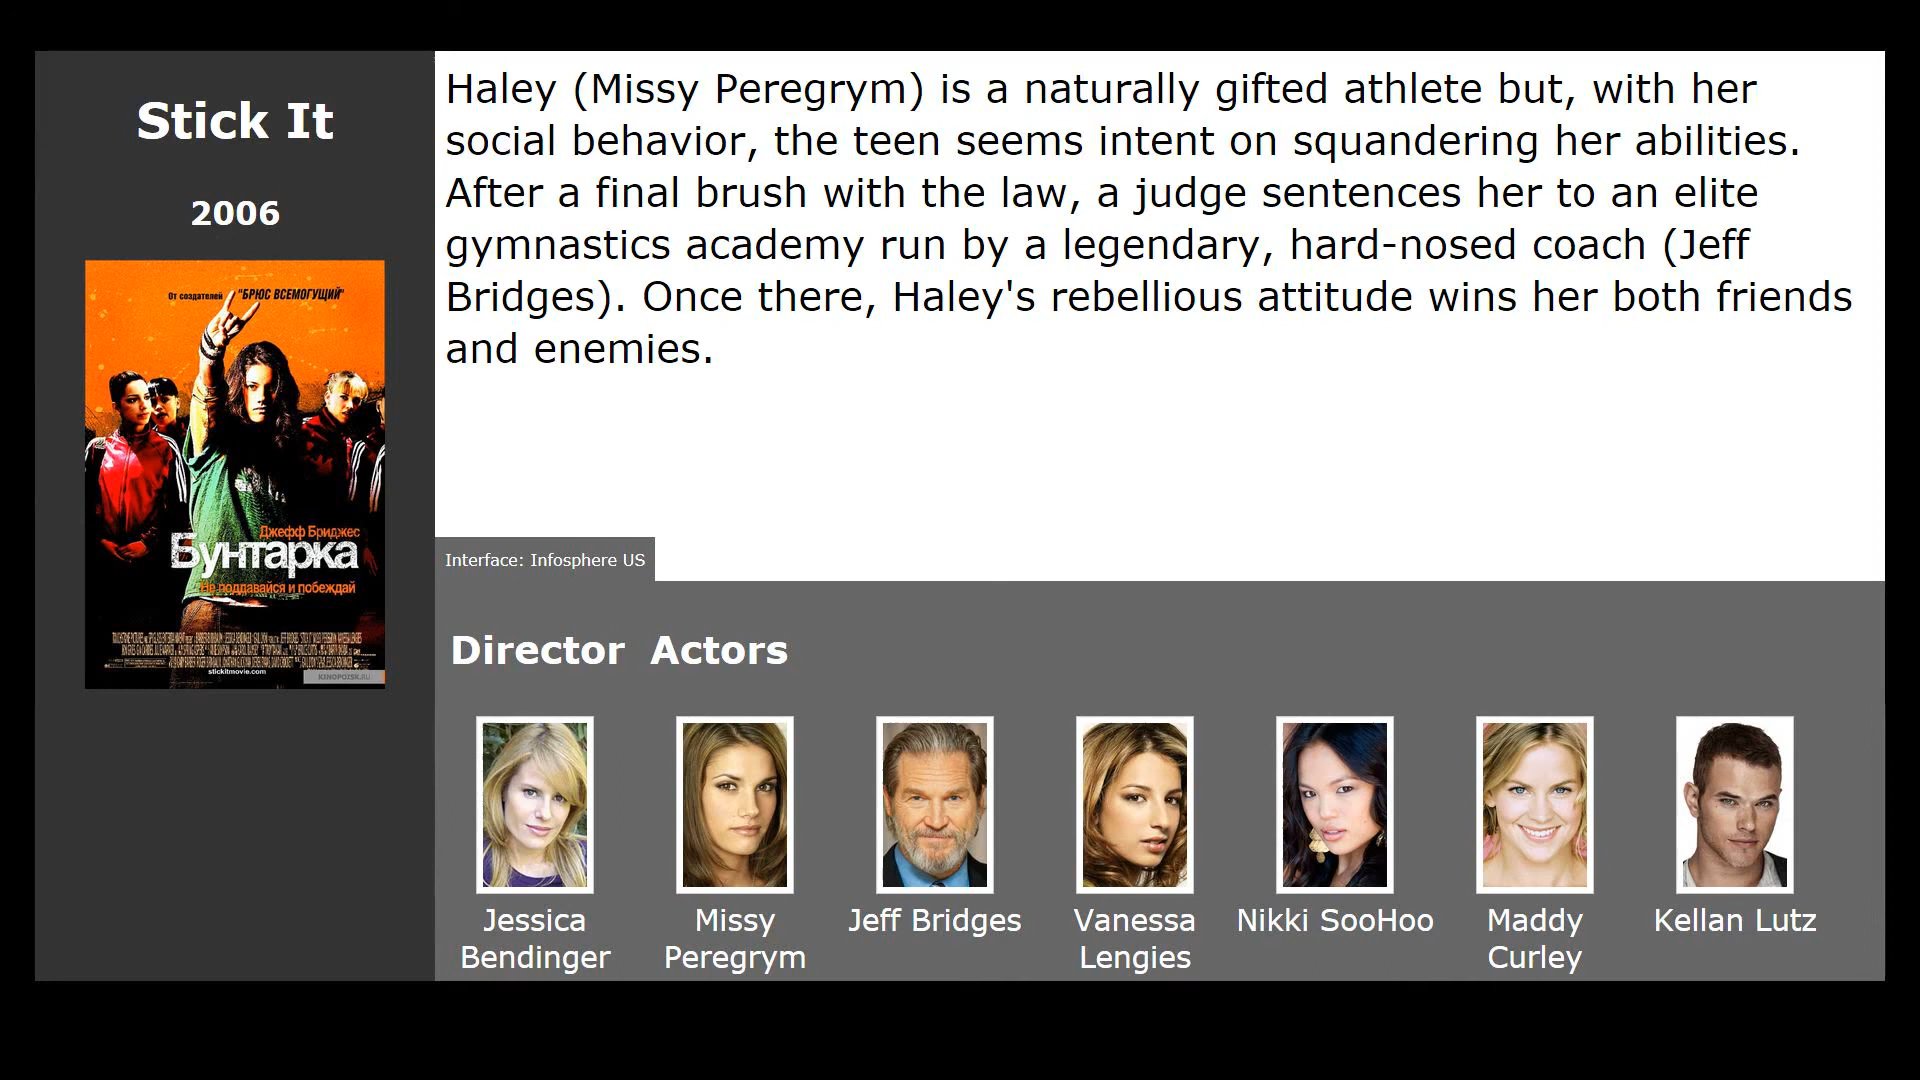 Stick It
2006
От создателей "БРЮС ВСЕМОГУЩИЙ"
Джефф Бриджес
Бунтарка
Не поддавайся и побеждай
stickitmovie.com
KINOPOISK.RU
Haley (Missy Peregrym) is a naturally gifted athlete but, with her
social behavior, the teen seems intent on squandering her abilities.
After a final brush with the law, a judge sentences her to an elite
gymnastics academy run by a legendary, hard-nosed coach (Jeff
Bridges). Once there, Haley's rebellious attitude wins her both friends
and enemies.
Interface: Infosphere US
Director Actors
Jessica
Bendinger
Missy
Peregrym
Jeff Bridges
Vanessa
Lengies
Nikki SooHoo
Maddy
Curley
Kellan Lutz